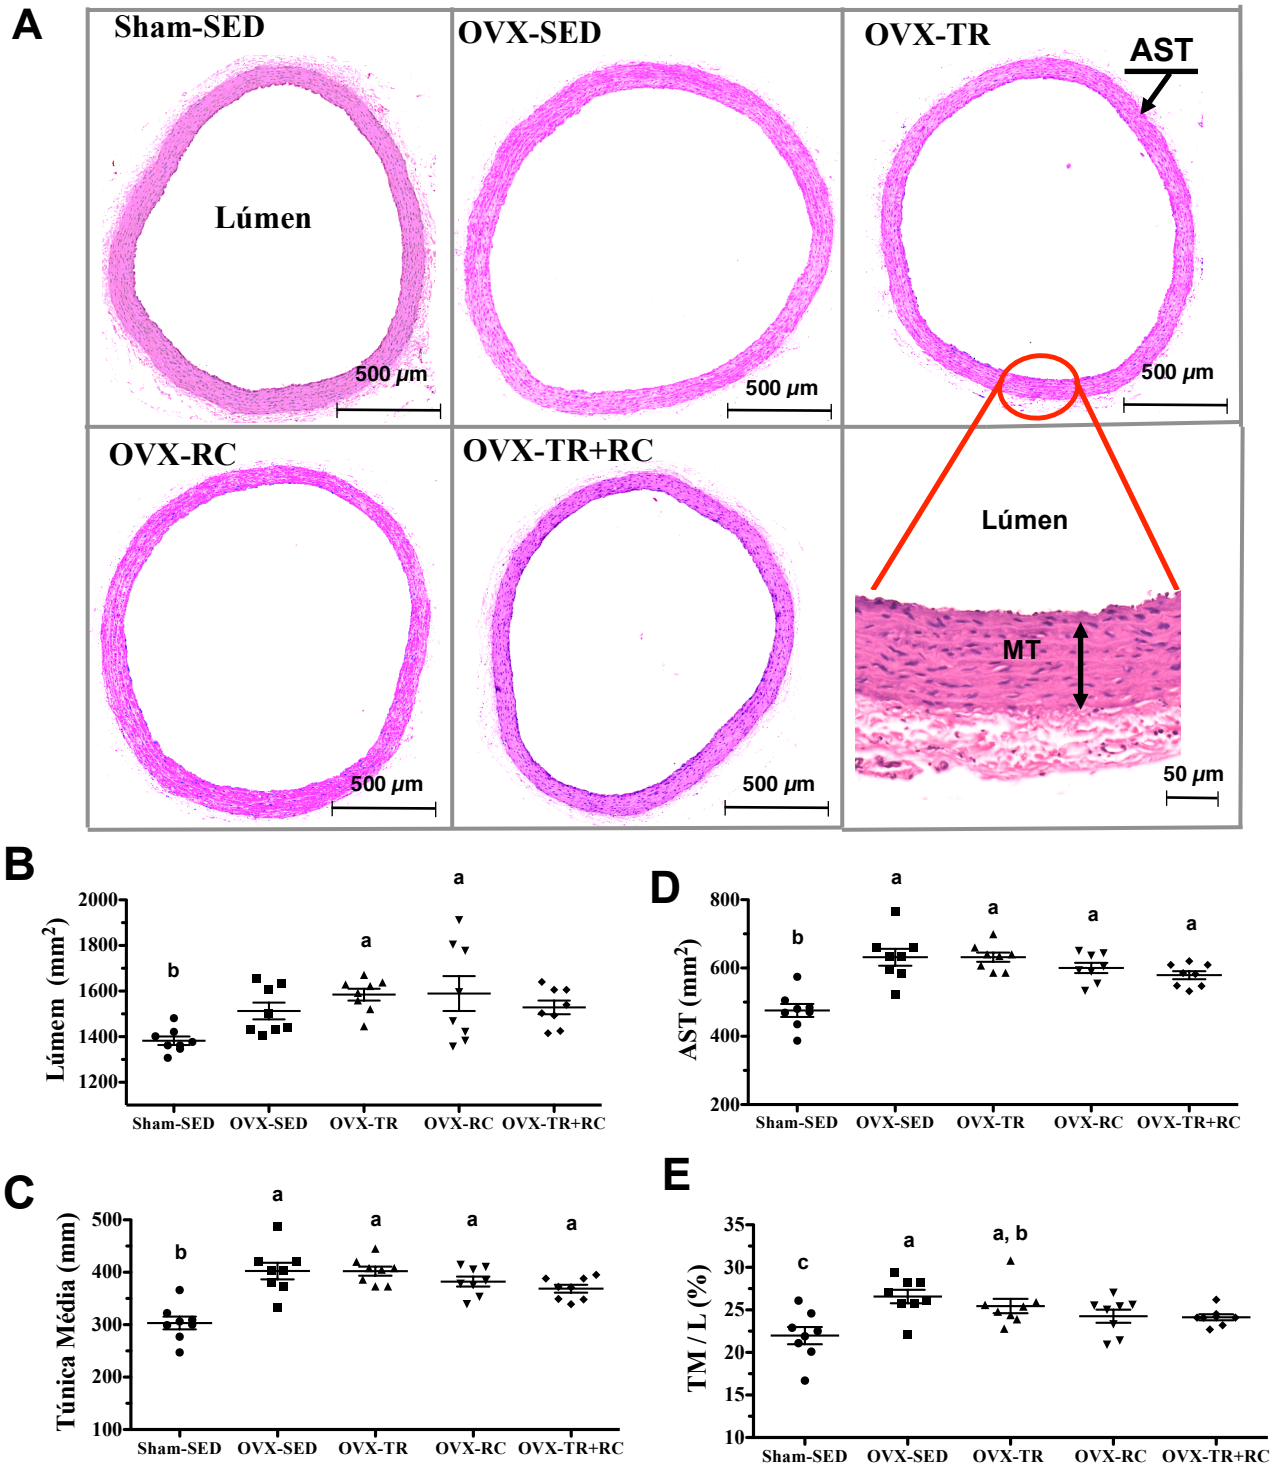 A
Sham-SED
OVX-SED
OVX-TR
AST
Lúmen
500 µm
500 µm
500 µm
OVX-RC
OVX-TR+RC
Lúmen
MT
500 µm
500 µm
50 µm
B
Lúmem (mm²)
2000
1800
1600
1400
1200
b
a
a
Sham-SED OVX-SED OVX-TR OVX-RC OVX-TR+RC
D
AST (mm²)
800
600
400
200
b
a
a
a
a
Sham-SED OVX-SED OVX-TR OVX-RC OVX-TR+RC
C
Túnica Média (mm)
500
400
300
200
100
b
a
a
a
a
Sham-SED OVX-SED OVX-TR OVX-RC OVX-TR+RC
E
TM / L (%)
35
30
25
20
15
10
c
a
a, b
Sham-SED OVX-SED OVX-TR OVX-RC OVX-TR+RC